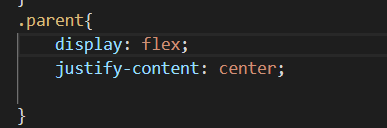 }
.parent{
    display: flex;
    justify-content: center;

}